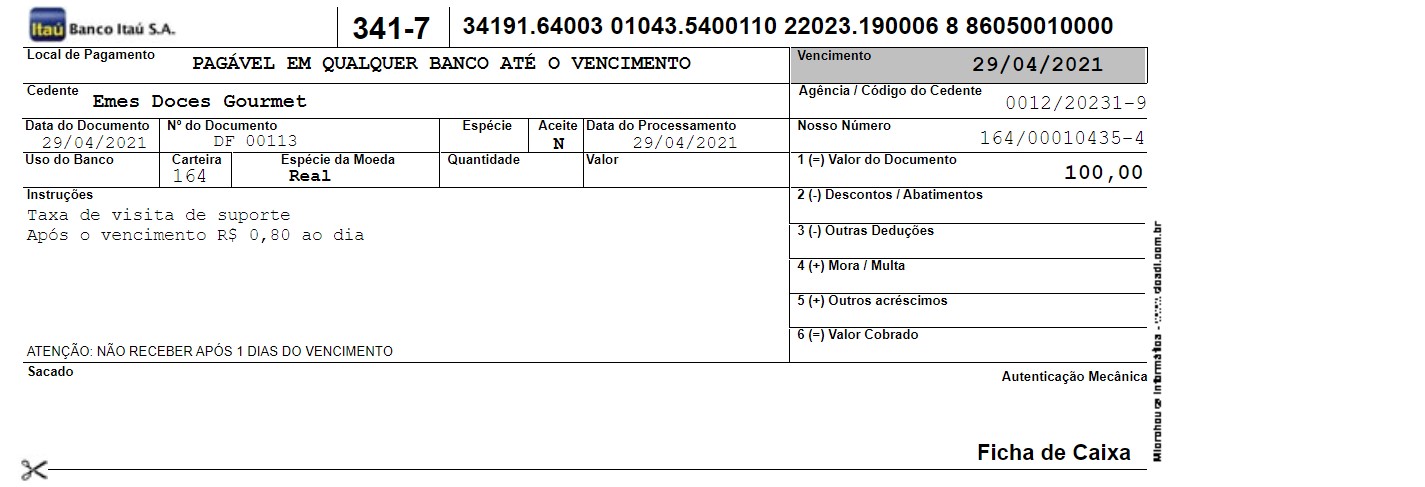 Itaú Banco Itaú S.A. 341-7 34191.64003 01043.5400110 22023.190006 8 86050010000
Local de Pagamento PAGÁVEL EM QUALQUER BANCO ATÉ O VENCIMENTO Vencimento 29/04/2021
Cedente Emes Doces Gourmet Agência / Código do Cedente 0012/20231-9
Data do Documento Nº do Documento Espécie Aceite Data do Processamento Nosso Número
29/04/2021 DF 00113 N 29/04/2021 164/00010435-4
Uso do Banco Carteira Espécie da Moeda Quantidade Valor 1 (=) Valor do Documento
164 Real 100,00
Instruções 2 (-) Descontos / Abatimentos
Taxa de visita de suporte
Após o vencimento R$ 0,80 ao dia 3 (-) Outras Deduções
4 (+) Mora / Multa
5 (+) Outros acréscimos
6 (=) Valor Cobrado
ATENÇÃO: NÃO RECEBER APÓS 1 DIAS DO VENCIMENTO
Sacado Autenticação Mecânica
Ficha de Caixa